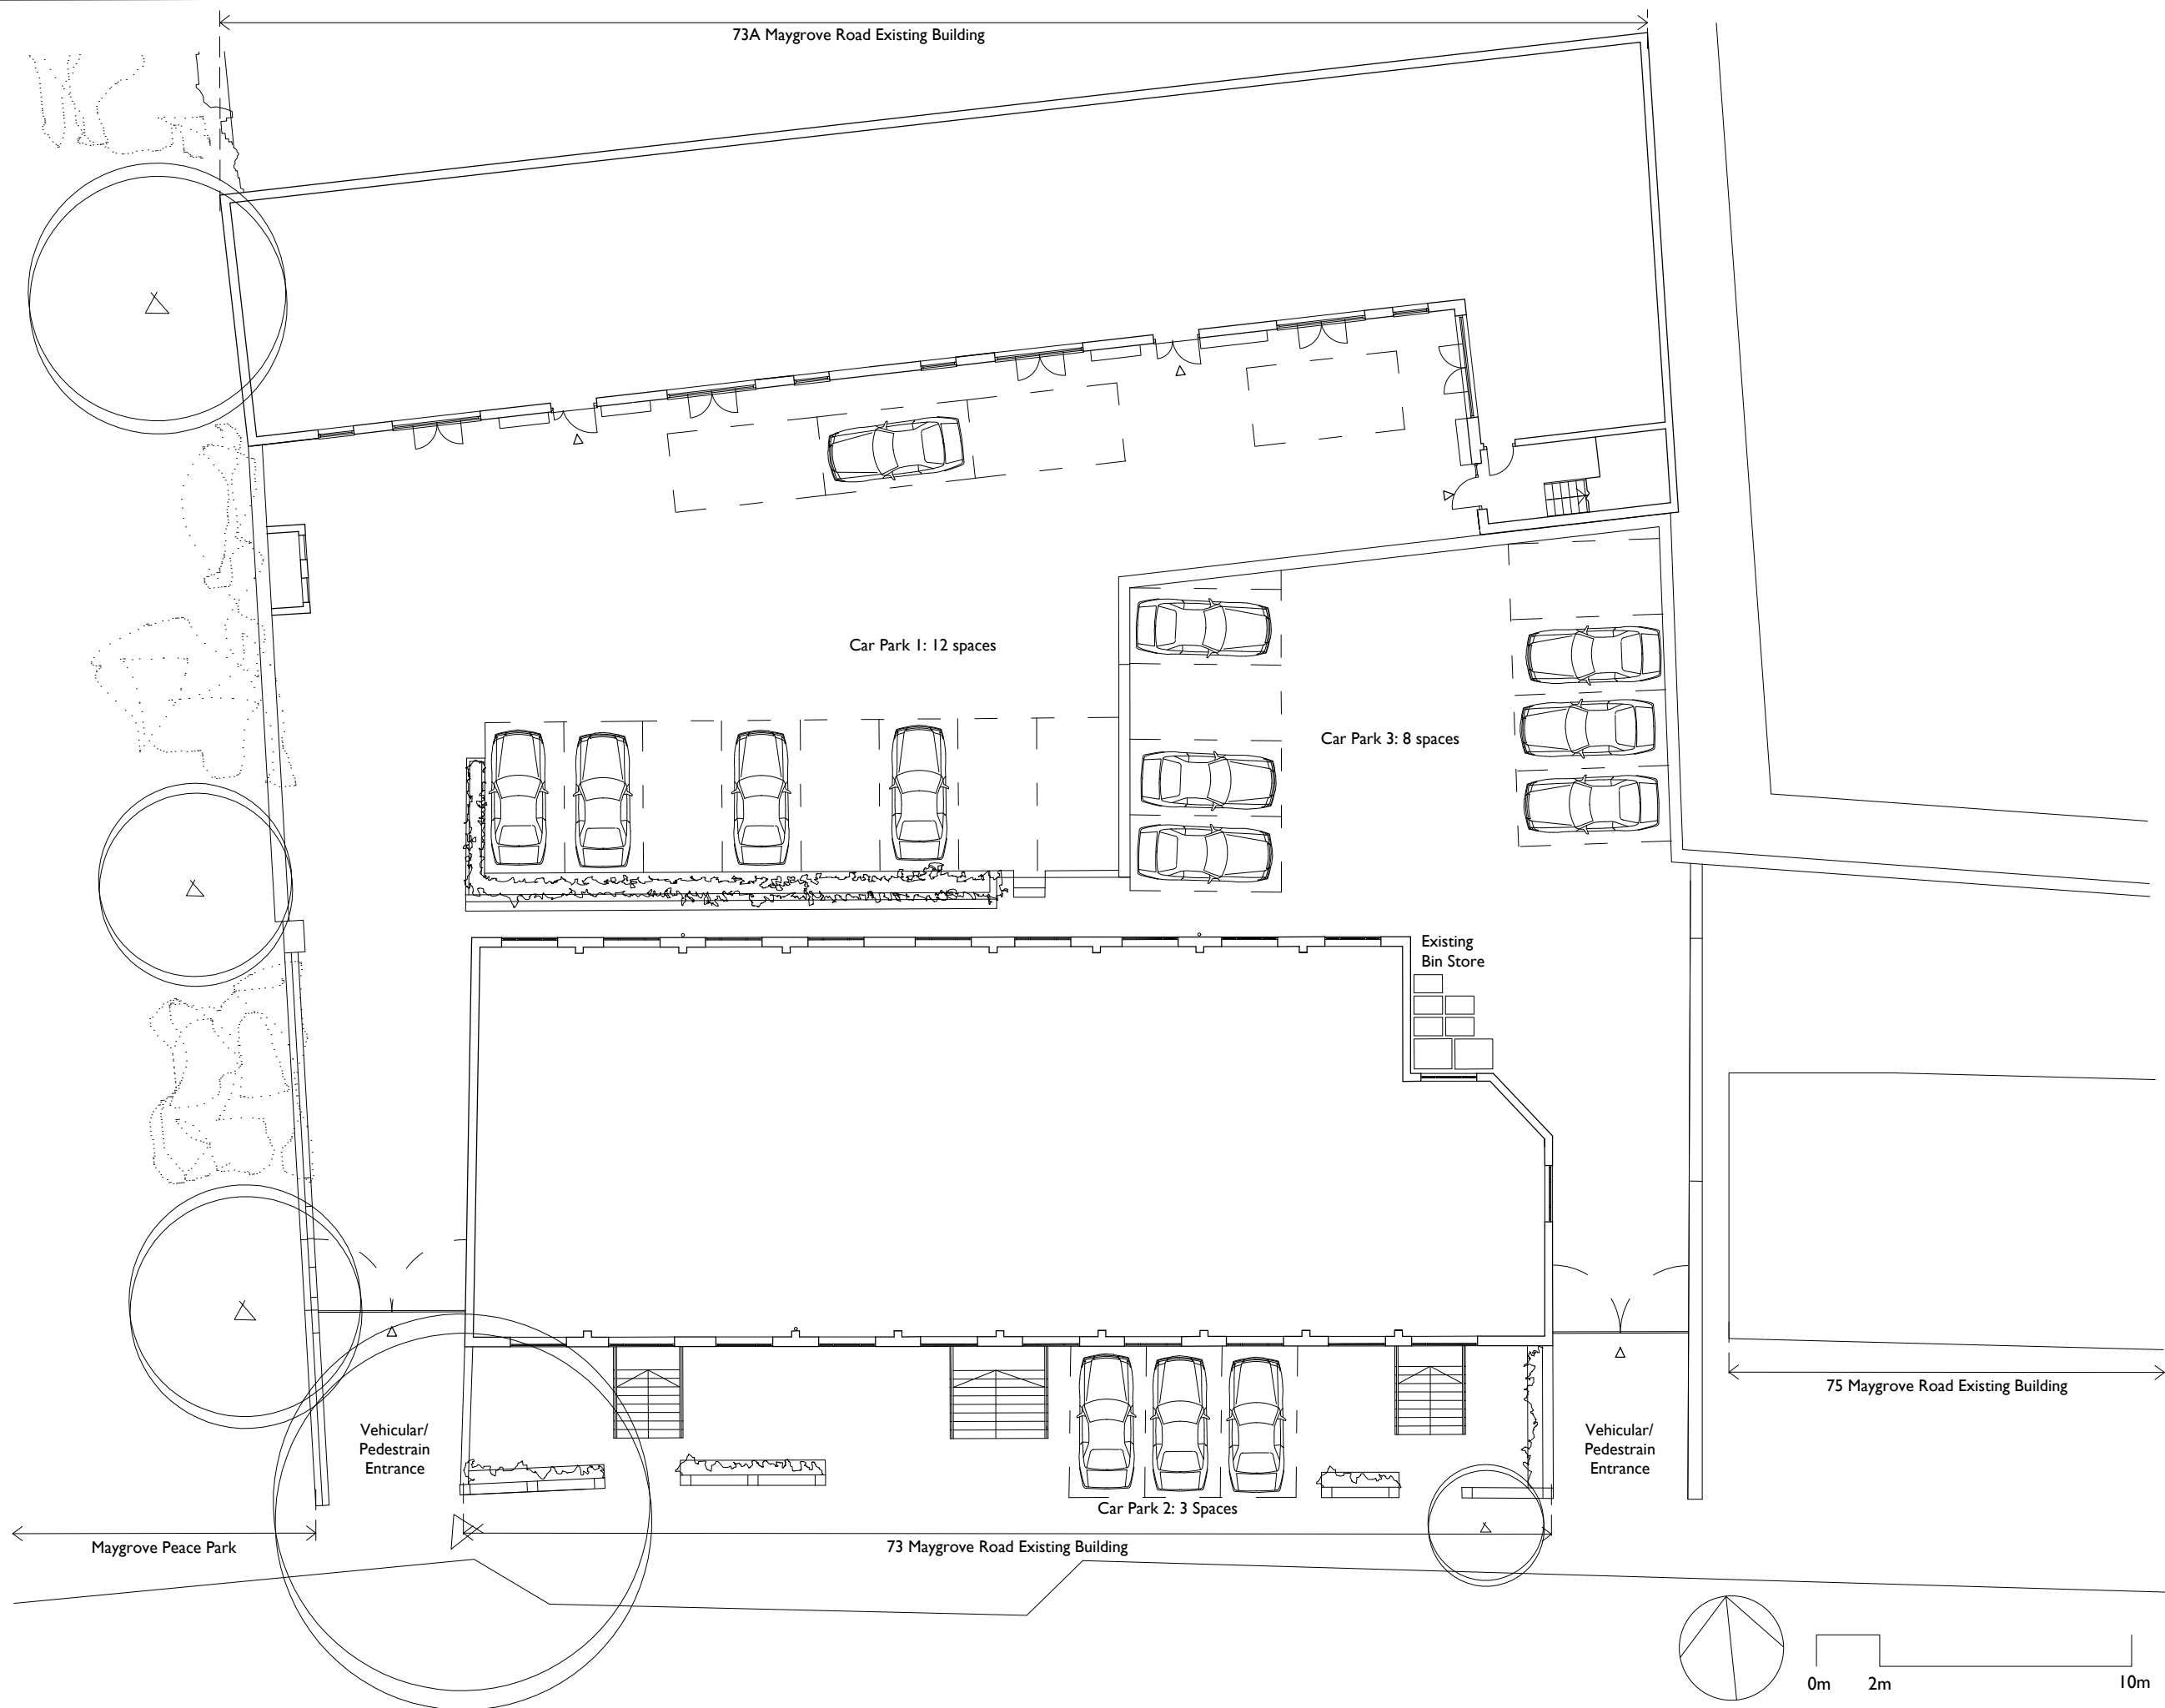 73A Maygrove Road Existing Building
Car Park 1: 12 spaces
Car Park 3: 8 spaces
Existing
Bin Store
75 Maygrove Road Existing Building
Vehicular/
Pedestrain
Entrance
Vehicular/
Pedestrain
Entrance
Car Park 2: 3 Spaces
Maygrove Peace Park
73 Maygrove Road Existing Building
0m 2m 10m